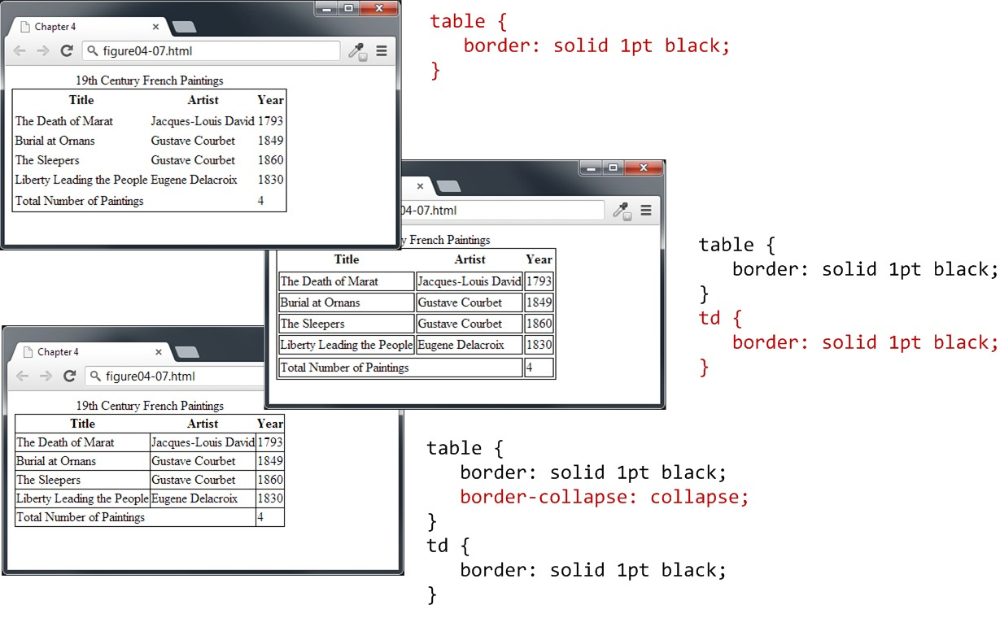 Chapter 4
figure04-07.html
19th Century French Paintings
Title Artist Year
The Death of Marat Jacques-Louis David 1793
Burial at Ornans Gustave Courbet 1849
The Sleepers Gustave Courbet 1860
Liberty Leading the People Eugene Delacroix 1830
Total Number of Paintings 4
table {
border: solid 1pt black;
}
04-07.html
y French Paintings
Title Artist Year
The Death of Marat Jacques-Louis David 1793
Burial at Ornans Gustave Courbet 1849
The Sleepers Gustave Courbet 1860
Liberty Leading the People Eugene Delacroix 1830
Total Number of Paintings 4
table {
border: solid 1pt black;
}
td {
border: solid 1pt black;
}
Chapter 4
figure04-07.html
19th Century French Paintings
Title Artist Year
The Death of Marat Jacques-Louis David 1793
Burial at Ornans Gustave Courbet 1849
The Sleepers Gustave Courbet 1860
Liberty Leading the People Eugene Delacroix 1830
Total Number of Paintings 4
table {
border: solid 1pt black;
border-collapse: collapse;
}
td {
border: solid 1pt black;
}